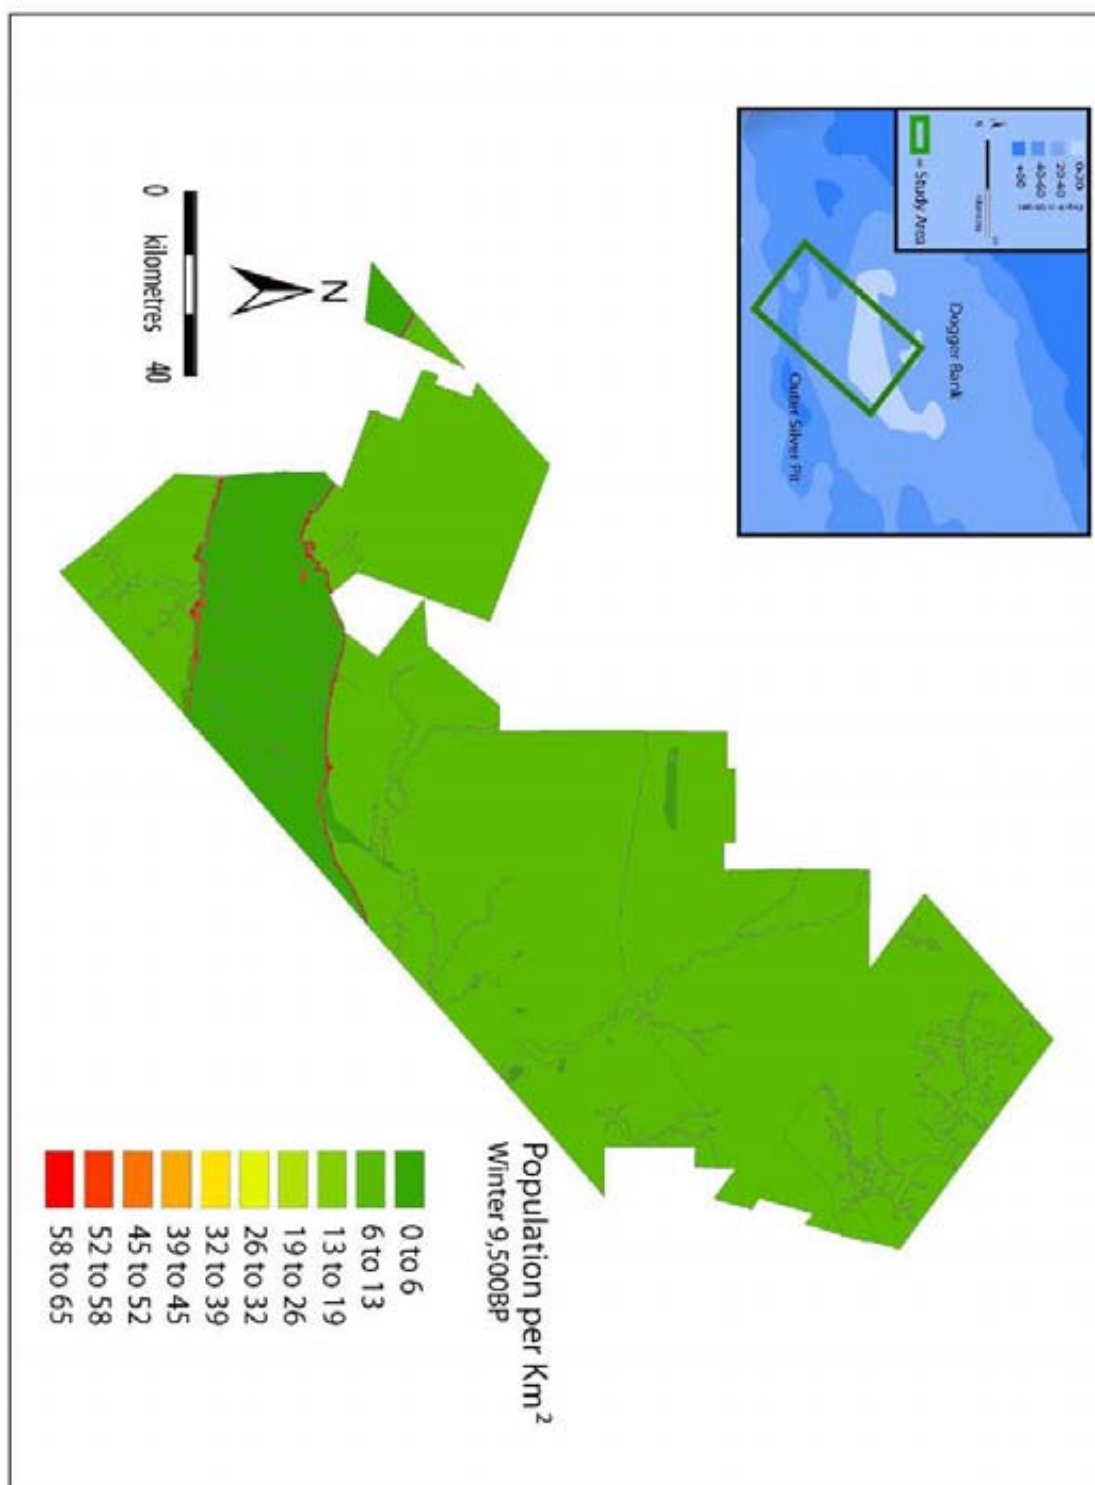 Dogger Bank
Outer Silver Pit
0-20
20-40
40-60
+60
= Study Area
N
0 kilometres 40
Population per Km²
Winter 9,500BP
0 to 6
6 to 13
13 to 19
19 to 26
26 to 32
32 to 39
39 to 45
45 to 52
52 to 58
58 to 65